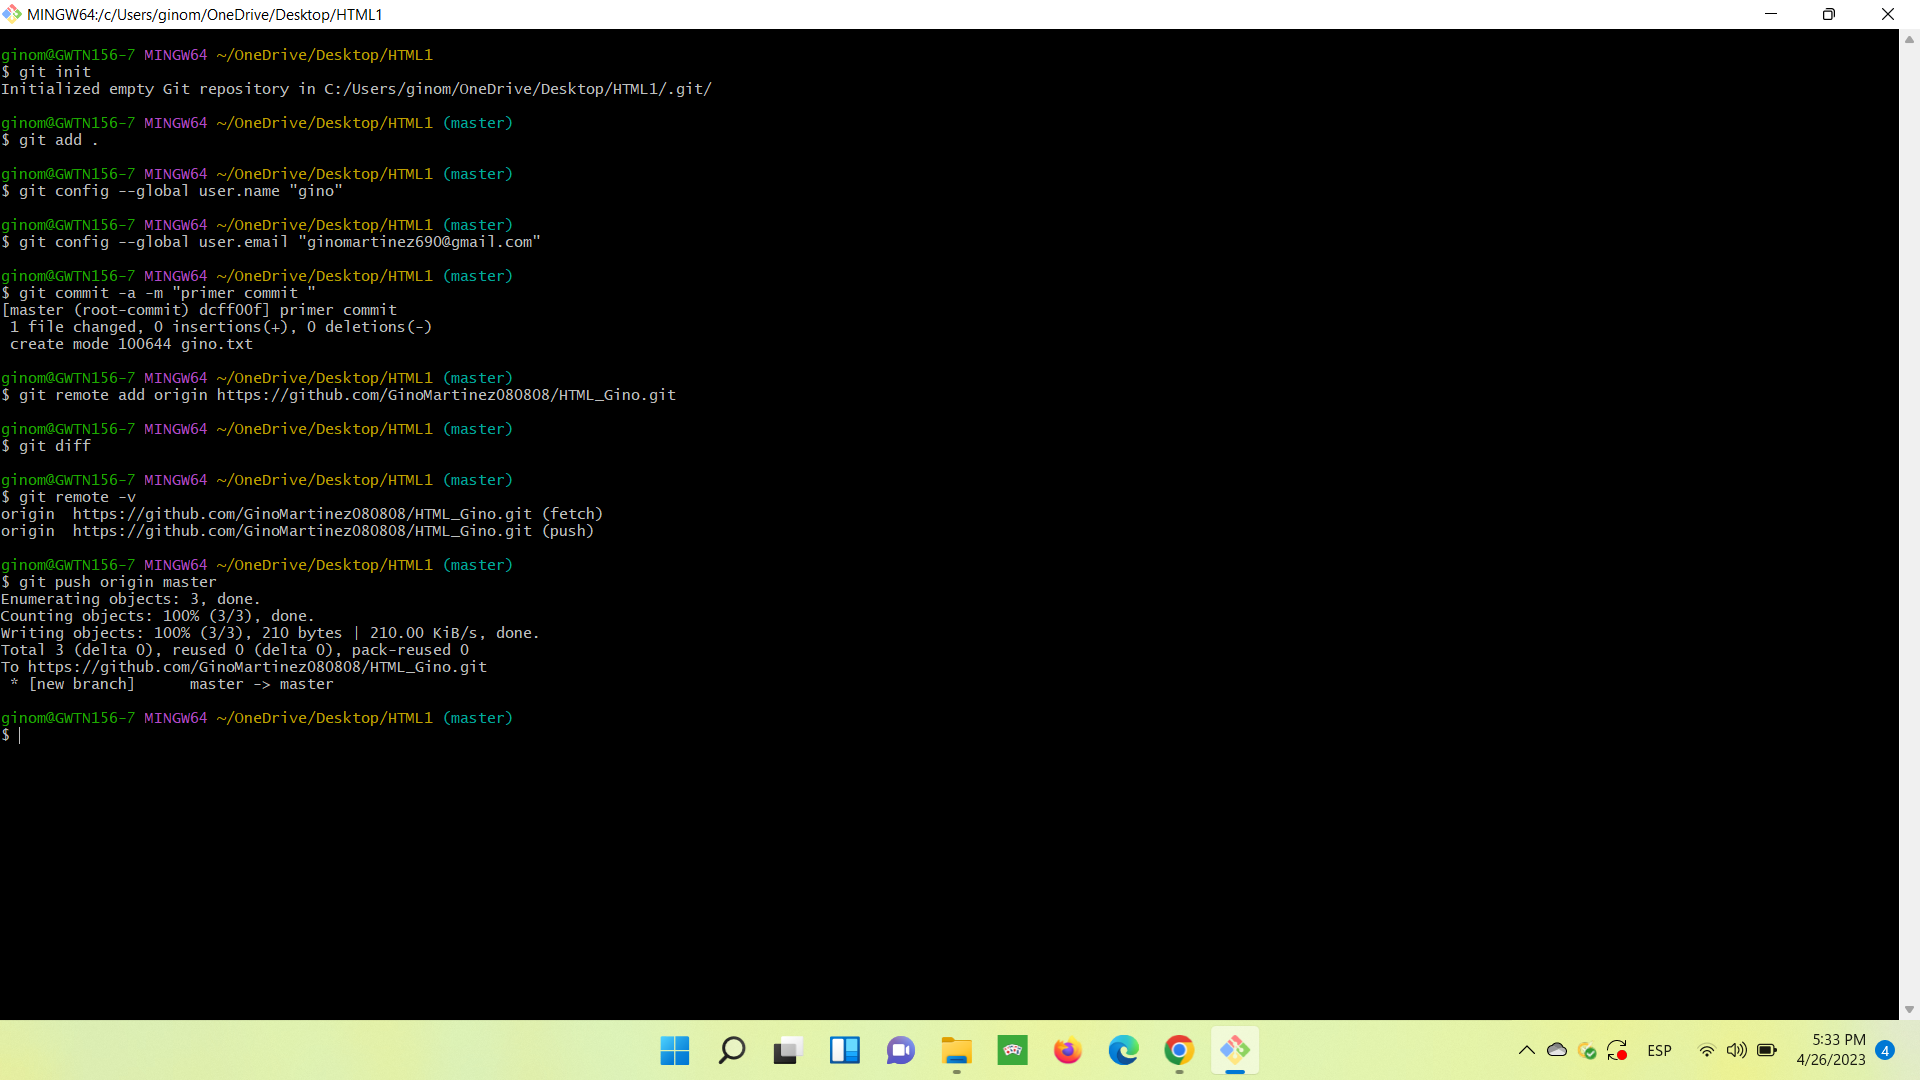 MINGW64:/c/Users/ginom/OneDrive/Desktop/HTML1
ginom@GWTN156-7 MINGW64 ~/OneDrive/Desktop/HTML1
$ git init
Initialized empty Git repository in C:/Users/ginom/OneDrive/Desktop/HTML1/.git/
ginom@GWTN156-7 MINGW64 ~/OneDrive/Desktop/HTML1 (master)
$ git add .
ginom@GWTN156-7 MINGW64 ~/OneDrive/Desktop/HTML1 (master)
$ git config --global user.name "gino"
ginom@GWTN156-7 MINGW64 ~/OneDrive/Desktop/HTML1 (master)
$ git config --global user.email "ginomartinez690@gmail.com"
ginom@GWTN156-7 MINGW64 ~/OneDrive/Desktop/HTML1 (master)
$ git commit -a -m "primer commit "
[master (root-commit) dcff00f] primer commit
 1 file changed, 0 insertions(+), 0 deletions(-)
 create mode 100644 gino.txt
ginom@GWTN156-7 MINGW64 ~/OneDrive/Desktop/HTML1 (master)
$ git remote add origin https://github.com/GinoMartinez080808/HTML_Gino.git
ginom@GWTN156-7 MINGW64 ~/OneDrive/Desktop/HTML1 (master)
$ git diff
ginom@GWTN156-7 MINGW64 ~/OneDrive/Desktop/HTML1 (master)
$ git remote -v
origin  https://github.com/GinoMartinez080808/HTML_Gino.git (fetch)
origin  https://github.com/GinoMartinez080808/HTML_Gino.git (push)
ginom@GWTN156-7 MINGW64 ~/OneDrive/Desktop/HTML1 (master)
$ git push origin master
Enumerating objects: 3, done.
Counting objects: 100% (3/3), done.
Writing objects: 100% (3/3), 210 bytes | 210.00 KiB/s, done.
Total 3 (delta 0), reused 0 (delta 0), pack-reused 0
To https://github.com/GinoMartinez080808/HTML_Gino.git
 * [new branch]      master -> master
ginom@GWTN156-7 MINGW64 ~/OneDrive/Desktop/HTML1 (master)
$
ESP
5:33 PM
4/26/2023
4